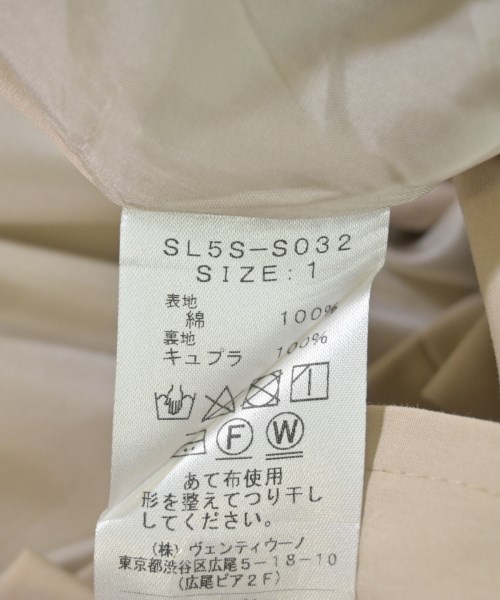 SL5S-S032
SIZE:1
表地
綿 100%
裏地
キュプラ 100%
F W
あて布使用
形を整えてつり干し
してください。
(株)ヴェンティウーノ
東京都渋谷区広尾5-18-10
(広尾ピア2F)